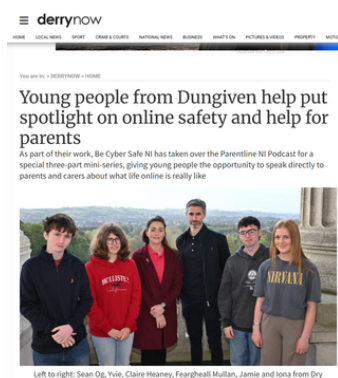 derrynow
HOME LOCAL NEWS SPORT CRIME & COURTS NATIONAL NEWS BUSINESS WHAT'S ON PICTURES & VIDEOS PROPERTY MOTO
You are in: > DERRYNOW > HOME
Young people from Dungiven help put
spotlight on online safety and help for
parents
As part of their work, Be Cyber Safe NI has taken over the Parentline NI Podcast for a
special three-part mini-series, giving young people the opportunity to speak directly to
parents and carers about what life online is really like
HOLLISTER
California
NIRVANA
Left to right: Sean Og, Yvie, Claire Heaney, Feargheall Mullan, Jamie and Iona from Dry